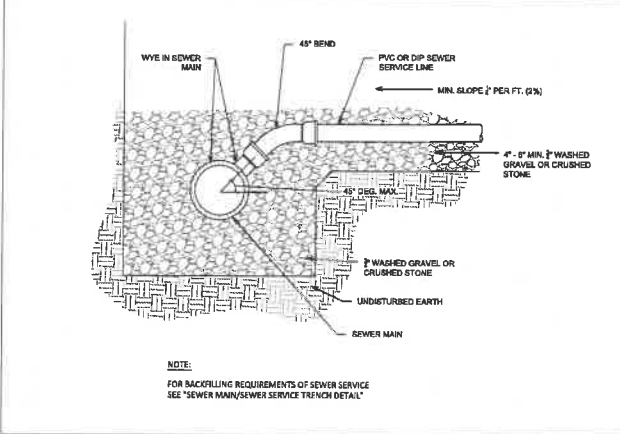 45° BEND
WYE IN SEWER
MAIN
PVC OR DIP SEWER
SERVICE LINE
MIN. SLOPE ¼" PER FT. (2%)
4" - 6" MIN. ¾" WASHED
GRAVEL OR CRUSHED
STONE
45° DEG. MAX.
¾" WASHED GRAVEL OR
CRUSHED STONE
UNDISTURBED EARTH
SEWER MAIN
NOTE:
FOR BACKFILLING REQUIREMENTS OF SEWER SERVICE
SEE "SEWER MAIN/SEWER SERVICE TRENCH DETAIL"